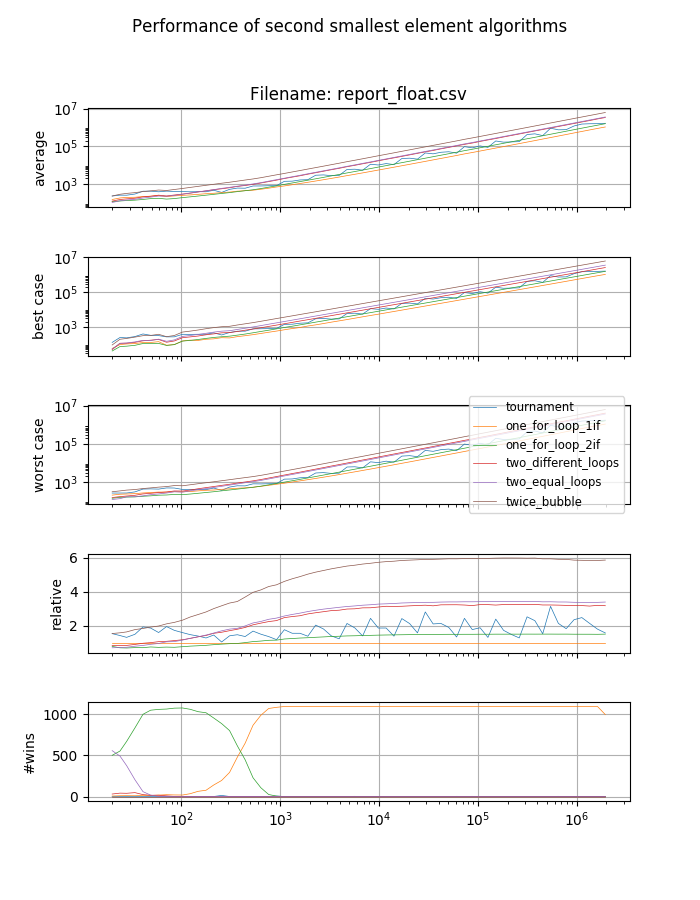 Performance of second smallest element algorithms
Filename: report_float.csv
average
10^7
10^5
10^3
best case
10^7
10^5
10^3
worst case
10^7
10^5
10^3
tournament
one_for_loop_1if
one_for_loop_2if
two_different_loops
two_equal_loops
twice_bubble
relative
6
4
2
#wins
1000
500
0
10^2 10^3 10^4 10^5 10^6